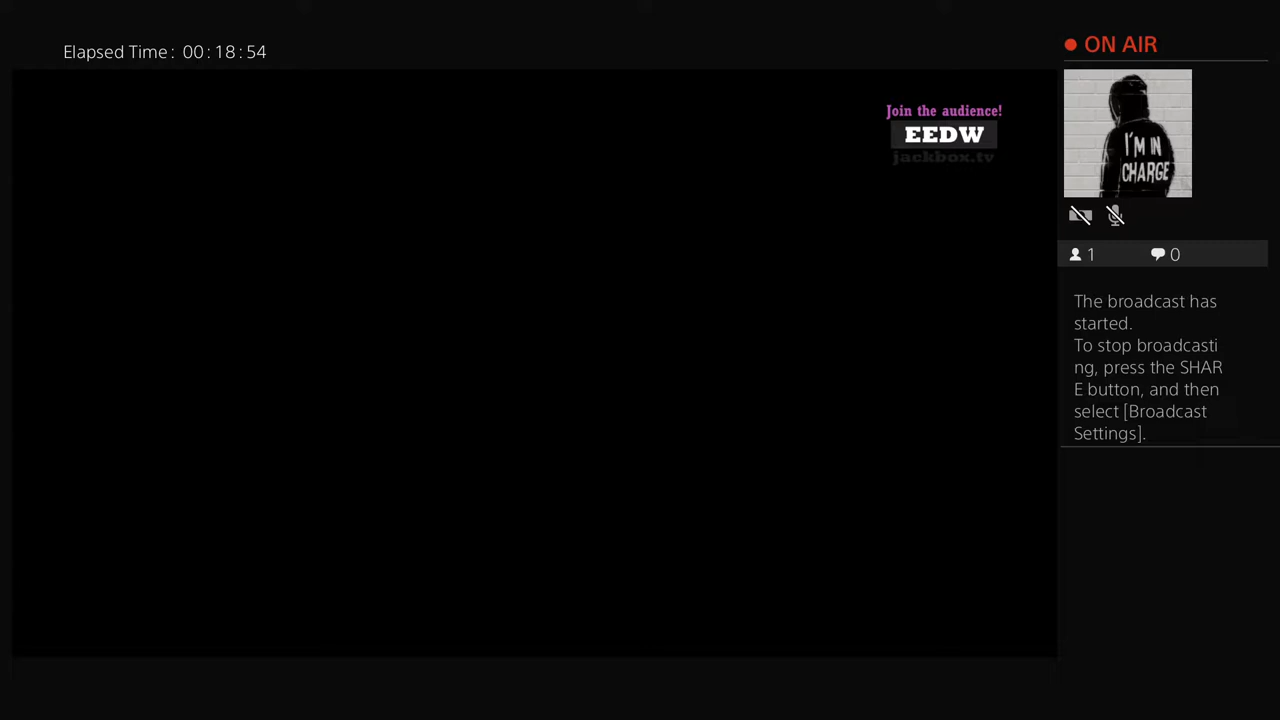 Elapsed Time: 00:18:54
ON AIR
Join the audience!
EEDW
jackbox.tv
I'M IN
CHARGE
1 0
The broadcast has
started.
To stop broadcasti
ng, press the SHAR
E button, and then
select [Broadcast
Settings].